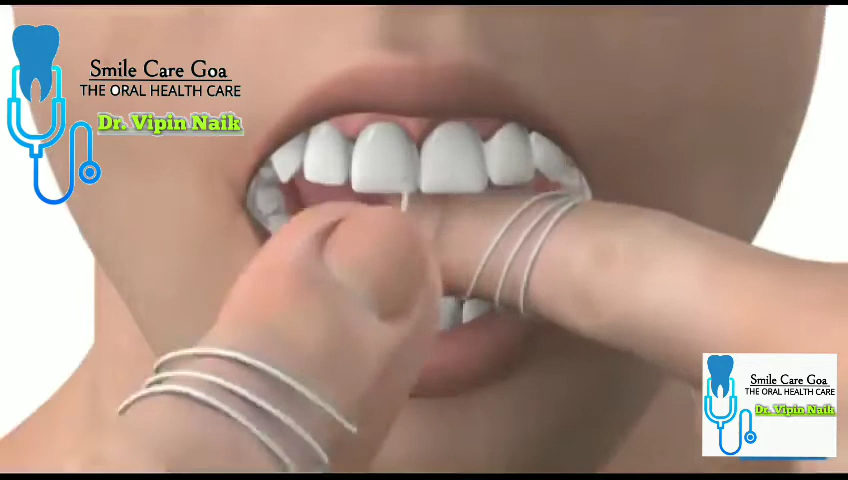 Smile Care Goa
THE ORAL HEALTH CARE
Dr. Vipin Naik
Smile Care Goa
THE ORAL HEALTH CARE
Dr. Vipin Naik